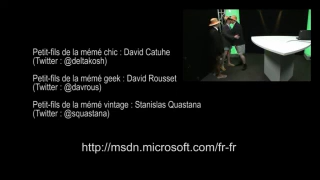 Petit-fils de la mémé chic : David Catuhe
(Twitter : @deltakosh)
Petit-fils de la mémé geek : David Rousset
(Twitter : @davrous)
Petit-fils de la mémé vintage : Stanislas Quastana
(Twitter : @squastana)
http://msdn.microsoft.com/fr-fr